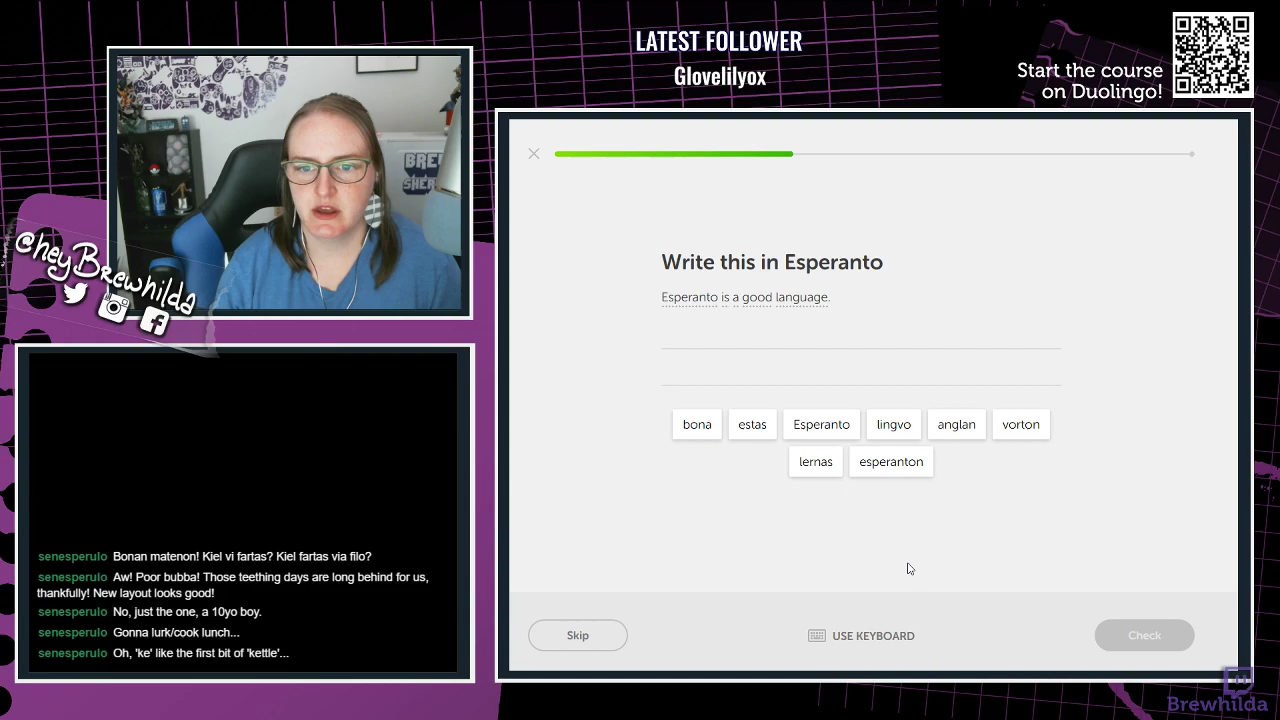 LATEST FOLLOWER
Glovelilyox
Start the course
on Duolingo!
BRE
SHER
@heyBrewhilda
Write this in Esperanto
Esperanto is a good language.
bona estas Esperanto lingvo anglan vorton
lernas esperanton
Skip
USE KEYBOARD
Check
senesperulo Bonan matenon! Kiel vi fartas? Kiel fartas via filo?
senesperulo Aw! Poor bubba! Those teething days are long behind for us,
thankfully! New layout looks good!
senesperulo No, just the one, a 10yo boy.
senesperulo Gonna lurk/cook lunch...
senesperulo Oh, 'ke' like the first bit of 'kettle'...
Brewhilda